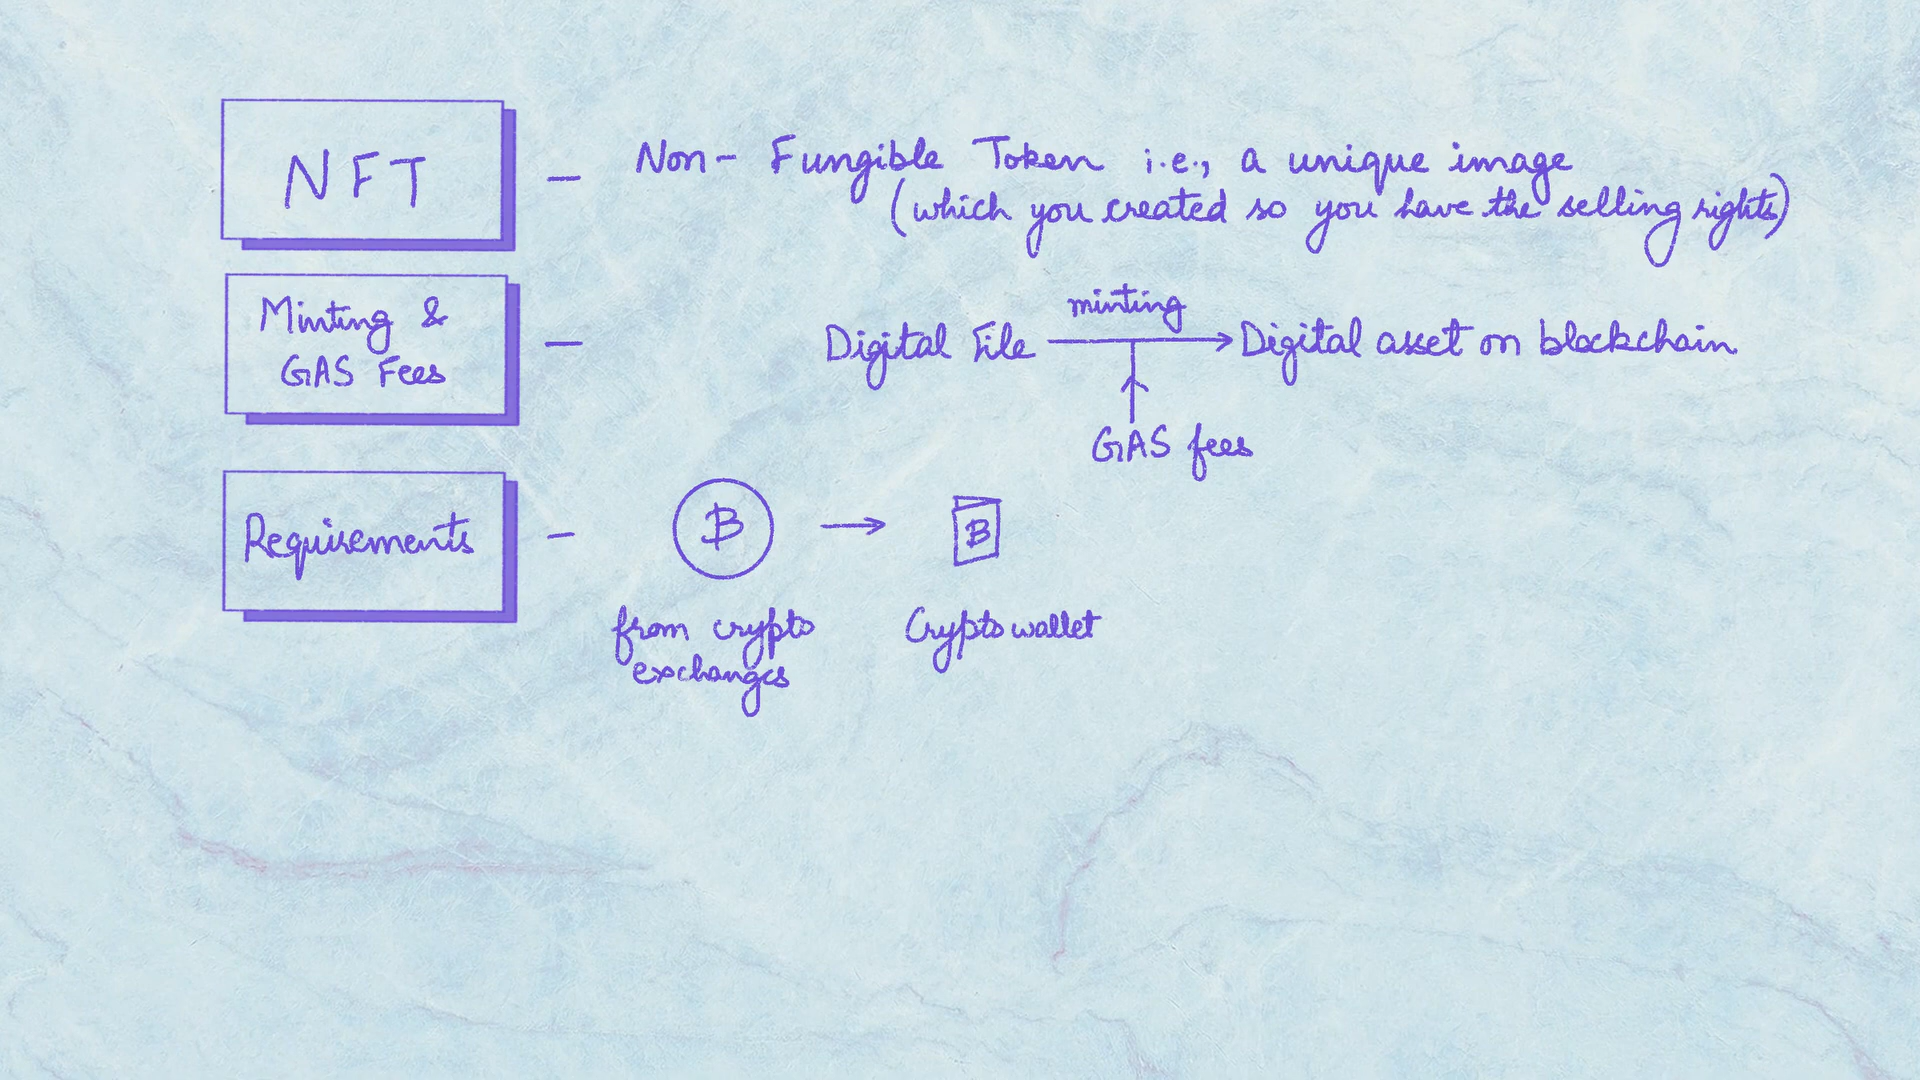 NFT - Non- Fungible Token i.e., a unique image
(which you created so you have the selling rights)
Minting &
GAS Fees -
minting
Digital File → Digital asset on blockchain
GAS fees
Requirements - B → B
from crypto
exchanges
Crypto wallet